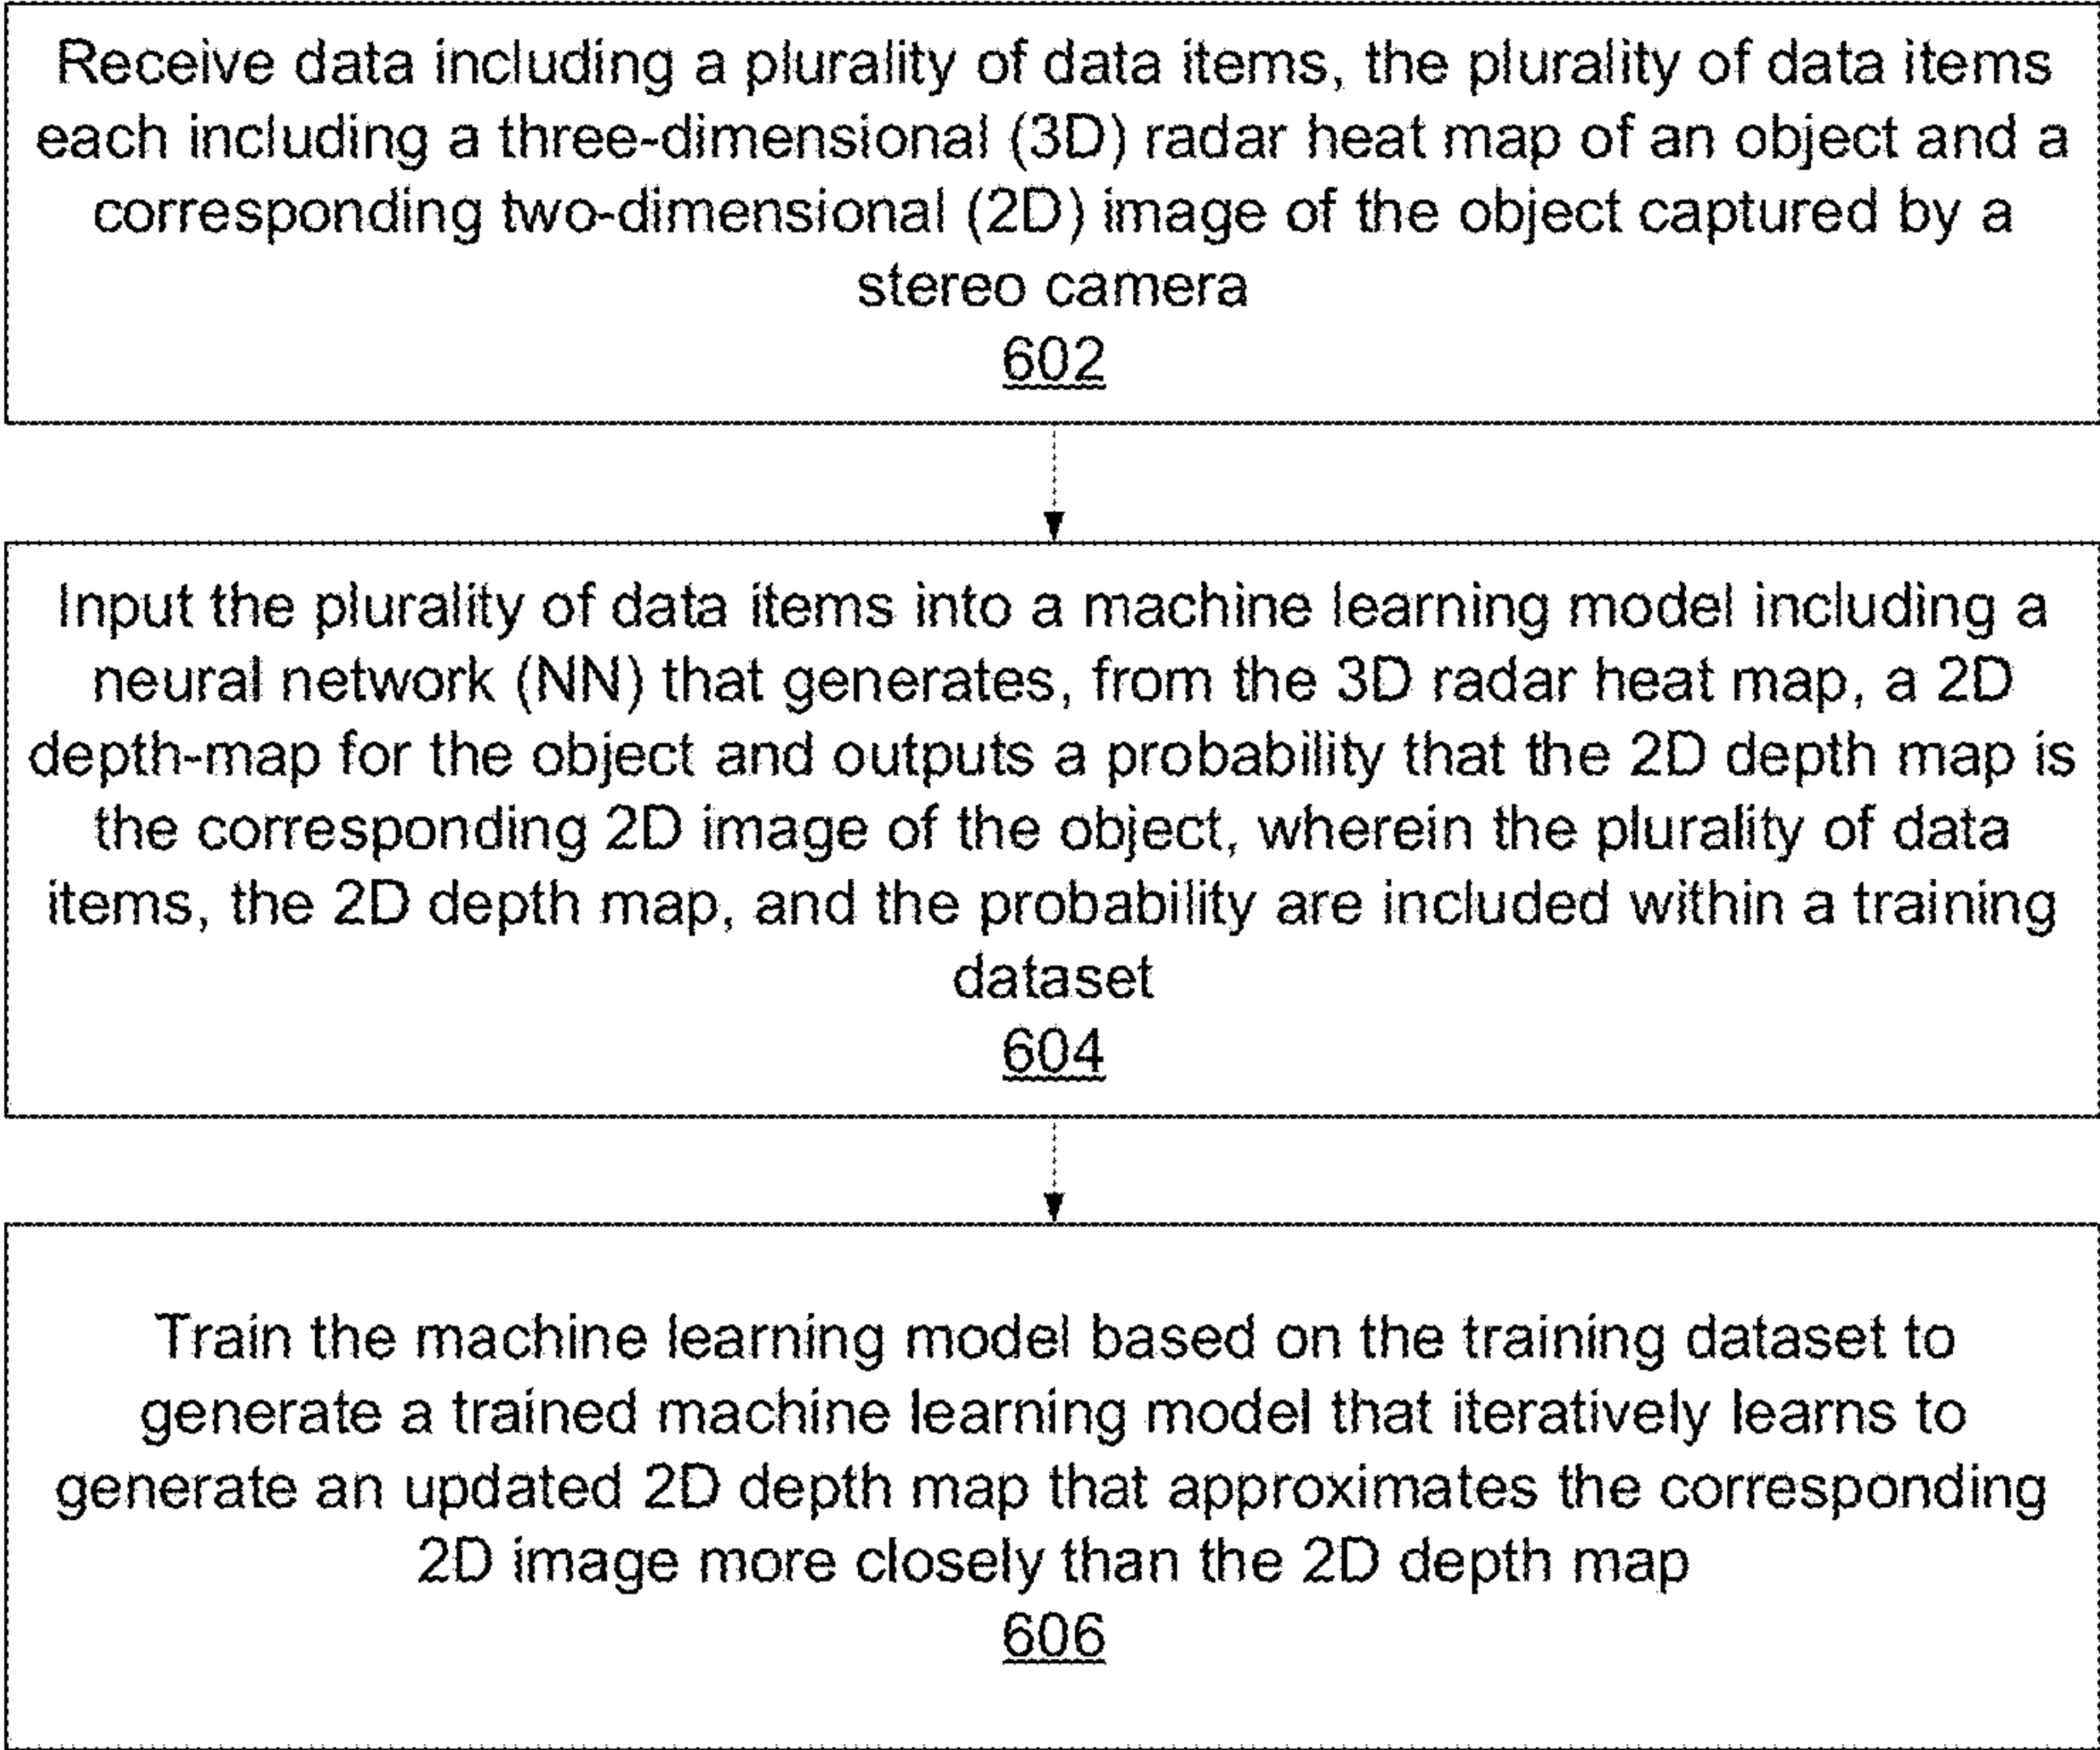 Receive data including a plurality of data items, the plurality of data items
each including a three-dimensional (3D) radar heat map of an object and a
corresponding two-dimensional (2D) image of the object captured by a
stereo camera
602
Input the plurality of data items into a machine learning model including a
neural network (NN) that generates, from the 3D radar heat map, a 2D
depth-map for the object and outputs a probability that the 2D depth map is
the corresponding 2D image of the object, wherein the plurality of data
items, the 2D depth map, and the probability are included within a training
dataset
604
Train the machine learning model based on the training dataset to
generate a trained machine learning model that iteratively learns to
generate an updated 2D depth map that approximates the corresponding
2D image more closely than the 2D depth map
606